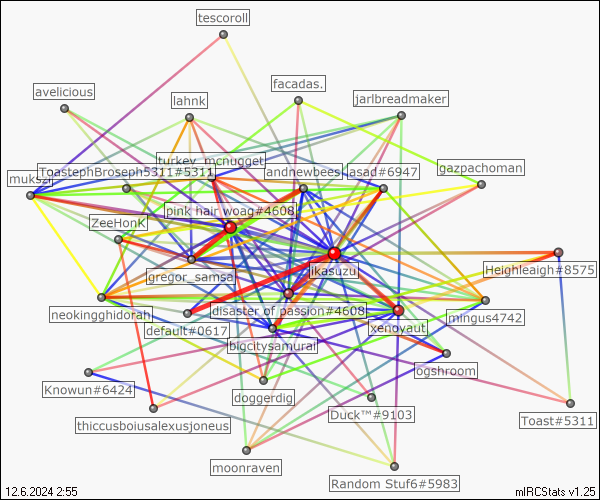 tescoroll
avelicious
lahnk
facadas.
jarlbreadmaker
turkey_mcnugget
ToastephBroseph5311#5311
andnewbees
asad#6947
gazpachoman
pink hair woag#4608
ZeeHonK
gregor_samsa
ikasuzu
Heighleaigh#8575
neokingghidorah
disaster of passion#4608
mingus4742
default#0617
xenoyaut
bigcitysamurai
ogshroom
Knowun#6424
doggerdig
Duck™#9103
Toast#5311
thiccusboiusalexusjoneus
moonraven
Random Stuf6#5983
12.6.2024 2:55
mIRCStats v1.25